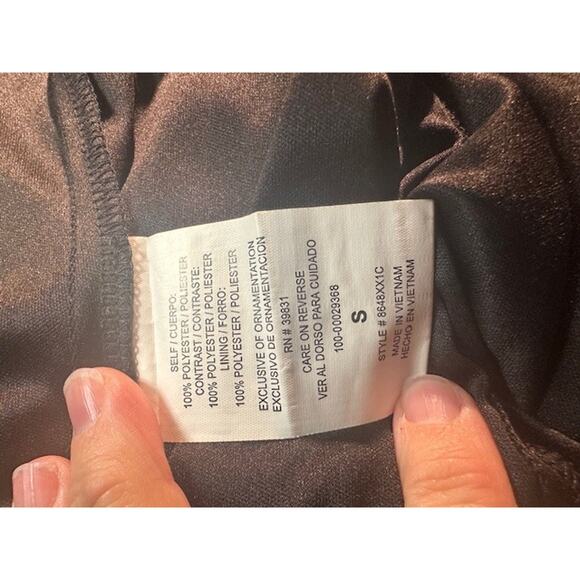 SELF / CUERPO:
100% POLYESTER / POLIESTER
CONTRAST / CONTRASTE:
100% POLYESTER / POLIESTER
LINING / FORRO:
100% POLYESTER / POLIESTER
EXCLUSIVE OF ORNAMENTATION
EXCLUSIVO DE ORNAMENTACION
RN # 39831
CARE ON REVERSE
VER AL DORSO PARA CUIDADO
100-00029368
S
STYLE # 8648XX1C
MADE IN VIETNAM
HECHO EN VIETNAM